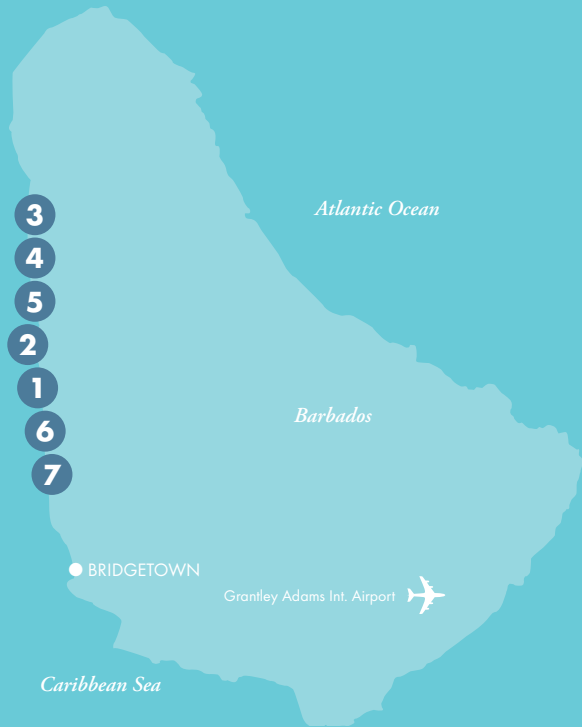 Atlantic Ocean
3
4
5
2
1
6
7
Barbados
BRIDGETOWN
Grantley Adams Int. Airport
Caribbean Sea